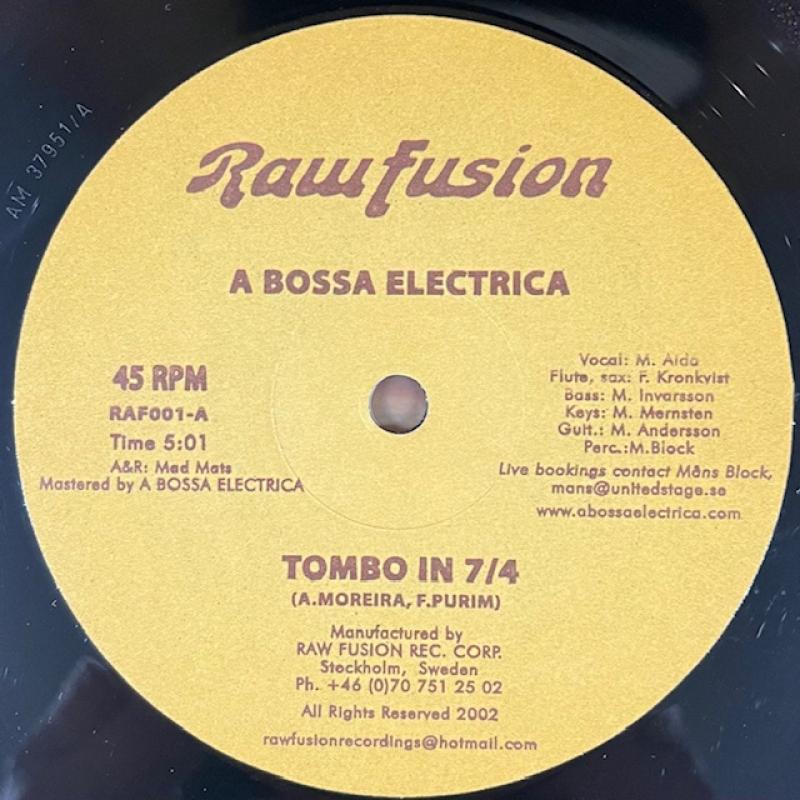 AM 37951/A
Rawfusion
A BOSSA ELECTRICA
45 RPM
RAF001-A
Time 5:01
A&R: Mad Mats
Mastered by A BOSSA ELECTRICA
Vocal: M. Aida
Flute, sax: F. Kronkvist
Bass: M. Invarsson
Keys: M. Mernsten
Guit.: M. Andersson
Perc.:M.Block
Live bookings contact Måns Block,
mans@unitedstage.se
www.abossaelectrica.com
TOMBO IN 7/4
(A.MOREIRA, F.PURIM)
Manufactured by
RAW FUSION REC. CORP.
Stockholm, Sweden
Ph. +46 (0)70 751 25 02
All Rights Reserved 2002
rawfusionrecordings@hotmail.com